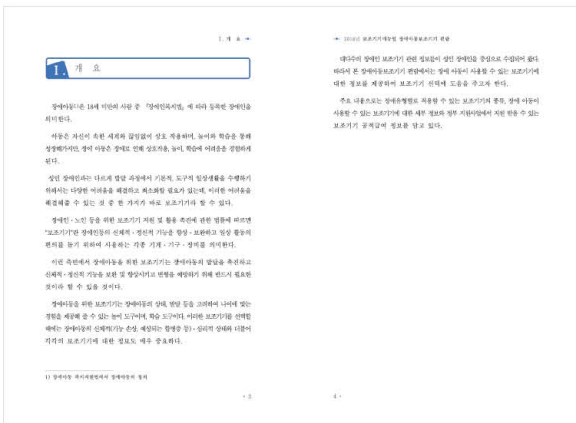 I. 개 요
I. 개 요
장애아동1)은 18세 미만의 사람 중 「장애인복지법」에 따라 등록한 장애인을
의미한다.
아동은 자신이 속한 세계와 끊임없이 상호 작용하며, 놀이와 학습을 통해
성장해가지만, 장애 아동은 장애로 인해 상호작용, 놀이, 학습에 어려움을 경험하게
된다.
성인 장애인과는 다르게 발달 과정에서 기본적, 도구적 일상생활을 수행하기
위해서는 다양한 어려움을 해결하고 최소화할 필요가 있는데, 이러한 어려움을
해결해줄 수 있는 것 중 한 가지가 바로 보조기기라 할 수 있다.
장애인·노인 등을 위한 보조기기 지원 및 활용 촉진에 관한 법률에 따르면
"보조기기"란 장애인등의 신체적·정신적 기능을 향상·보완하고 일상 활동의
편의를 돕기 위하여 사용하는 각종 기계·기구·장비를 의미한다.
이런 측면에서 장애아동을 위한 보조기기는 장애아동의 발달을 촉진하고
신체적·정신적 기능을 보완 및 향상시키고 변형을 예방하기 위해 반드시 필요한
것이라 할 수 있을 것이다.
장애아동을 위한 보조기기는 장애아동의 상태, 발달 등을 고려하여 나이에 맞는
경험을 제공해 줄 수 있는 놀이 도구이며, 학습 도구이다. 이러한 보조기기를 선택할
때에는 장애아동의 신체적(기능 손상, 예상되는 합병증 등)·심리적 상태와 더불어
각각의 보조기기에 대한 정보도 매우 중요하다.
1) 장애아동 복지지원법에서 장애아동의 정의
3
보조기기 편람
대다수의 장애인 보조기기 관련 정보들이 성인 장애인을 중심으로 수집되어 왔다.
따라서 본 장애아동보조기기 편람에서는 장애 아동이 사용할 수 있는 보조기기에
대한 정보를 제공하여 보조기기 선택에 도움을 주고자 한다.
주요 내용으로는 장애유형별로 적용할 수 있는 보조기기의 종류, 장애 아동이
사용할 수 있는 보조기기에 대한 세부 정보와 정부 지원사업에서 지원 받을 수 있는
보조기기 공적급여 정보를 담고 있다.
4